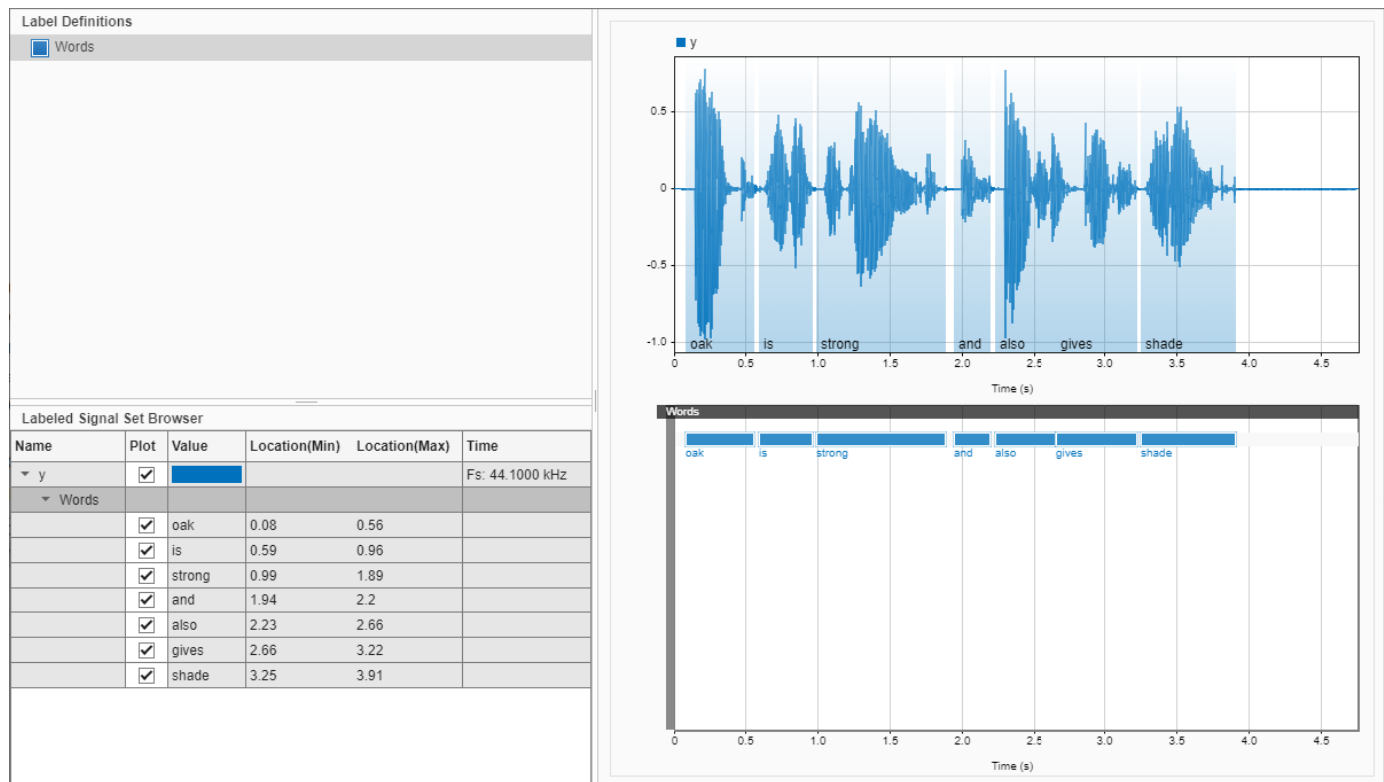 Label Definitions
Words
Labeled Signal Set Browser
Name Plot Value Location(Min) Location(Max) Time
y Fs: 44.1000 kHz
Words
oak 0.08 0.56
is 0.59 0.96
strong 0.99 1.89
and 1.94 2.2
also 2.23 2.66
gives 2.66 3.22
shade 3.25 3.91
y
0.5
0
-0.5
-1.0
oak is strong and also gives shade
0 0.5 1.0 1.5 2.0 2.5 3.0 3.5 4.0 4.5
Time (s)
Words
oak is strong and also gives shade
0 0.5 1.0 1.5 2.0 2.5 3.0 3.5 4.0 4.5
Time (s)